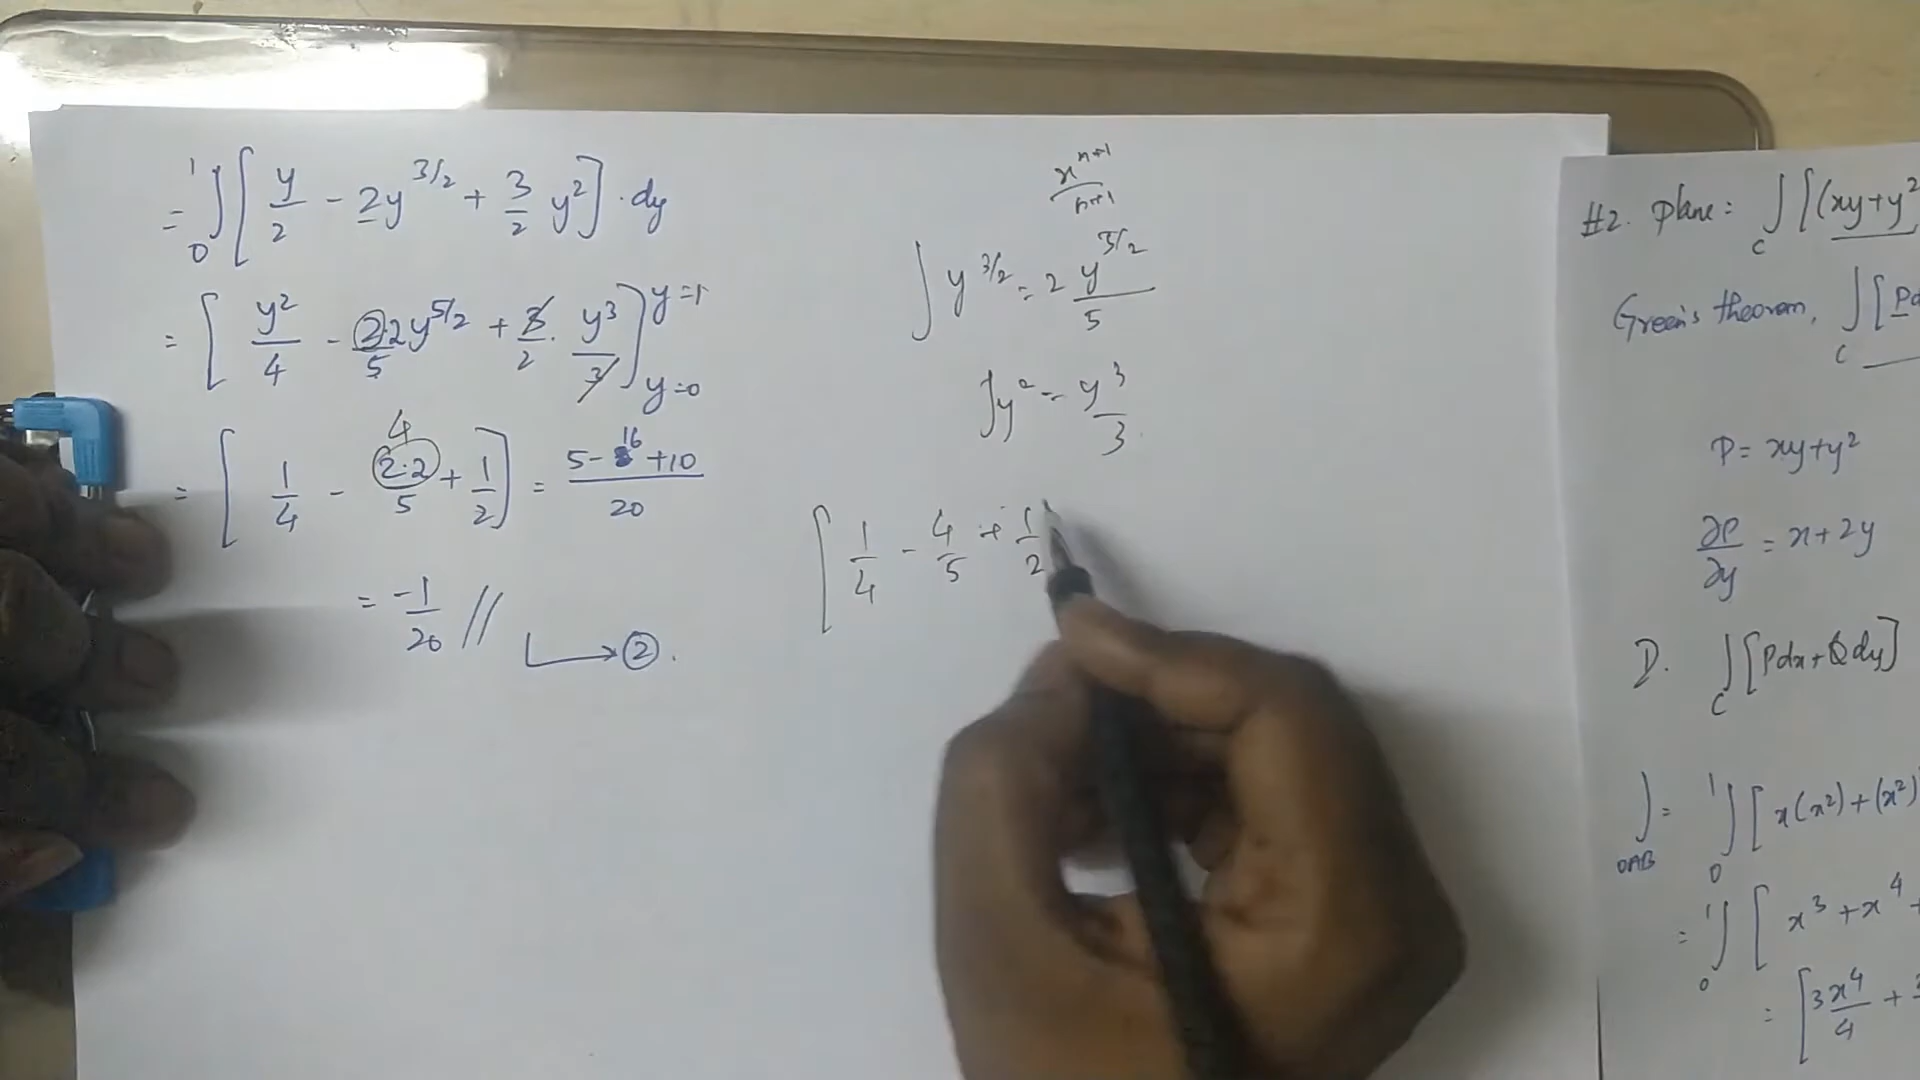 = ∫₀¹ [ y/2 - 2y^{3/2} + 3/2 y² ] · dy
= [ y²/4 - 2·2y^{5/2}/5 + 3/2 · y³/3 ] y=1 y=0
= [ 1/4 - 2·2/5 + 1/2 ] = (5 - 16 + 10)/20
4
= -1/20 // → ②.
x^{n+1}/n+1
∫ y^{3/2} = 2 y^{5/2}/5
∫y² = y³/3.
[ 1/4 - 4/5 + 1/2
#2. Plane: ∫_C [(xy+y²
Green's theorem, ∫_C [Pd
P = xy+y²
∂P/∂y = x+2y
I. ∫_C [Pdx+Qdy]
∫_{OAB} = ∫₀¹ [ x(x²)+(x²)
= ∫₀¹ [ x³ + x⁴ +
= [ 3x⁴/4 +